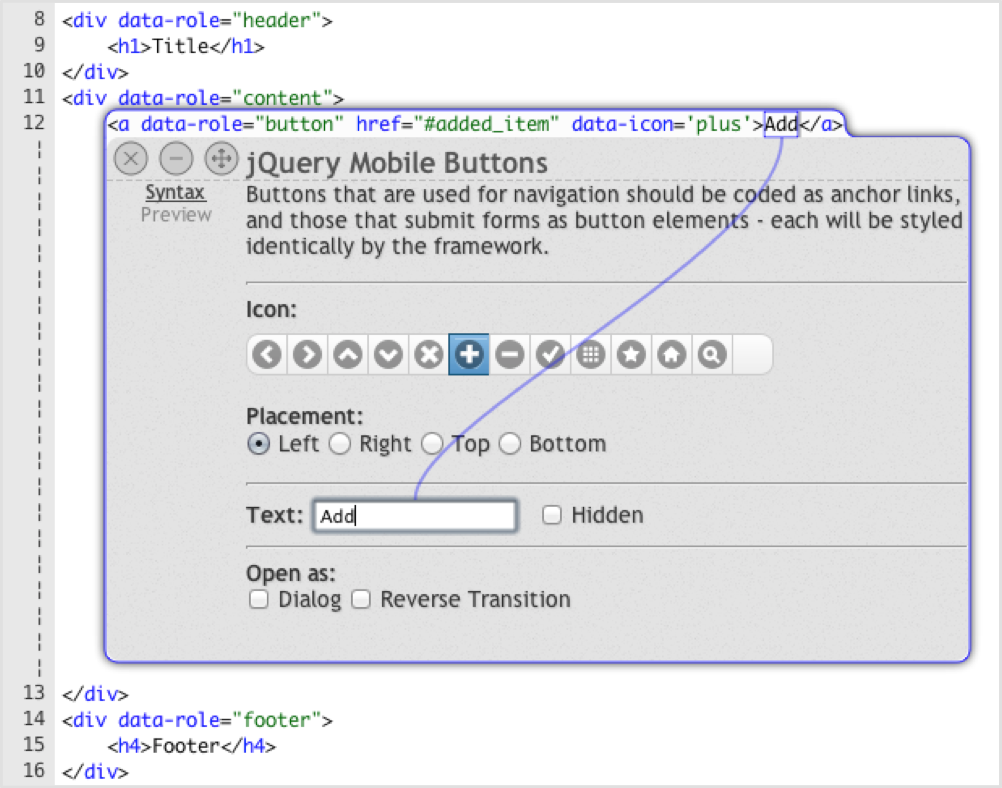 8 <div data-role="header">
9 <h1>Title</h1>
10 </div>
11 <div data-role="content">
12 <a data-role="button" href="#added_item" data-icon='plus'>Add</a>
jQuery Mobile Buttons
Syntax
Preview
Buttons that are used for navigation should be coded as anchor links,
and those that submit forms as button elements - each will be styled
identically by the framework.
Icon:
Placement:
Left Right Top Bottom
Text: Add Hidden
Open as:
Dialog Reverse Transition
13 </div>
14 <div data-role="footer">
15 <h4>Footer</h4>
16 </div>